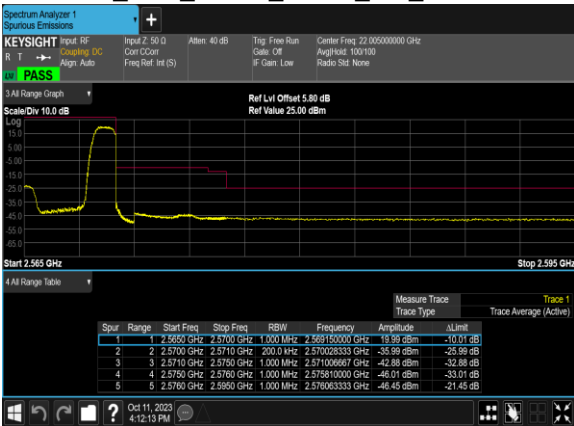 Spectrum Analyzer 1
Spurious Emissions
KEYSIGHT Input: RF Input Z: 50 Ω Atten: 40 dB Trig: Free Run Center Freq: 22.005000000 GHz
R T Coupling: DC Corr CCorr Gate: Off Avg|Hold: 100/100
Align: Auto Freq Ref: Int (S) IF Gain: Low Radio Std: None
PASS
3 All Range Graph
Ref Lvl Offset 5.80 dB
Scale/Div 10.0 dB Ref Value 25.00 dBm
Log
15.0
5.00
-5.00
-15.0
-25.0
-35.0
-45.0
-55.0
-65.0
Start 2.565 GHz Stop 2.595 GHz
4 All Range Table
Measure Trace Trace 1
Trace Type Trace Average (Active)
Spur Range Start Freq Stop Freq RBW Frequency Amplitude ΔLimit
1 1 2.5650 GHz 2.5700 GHz 1.000 MHz 2.569150000 GHz 19.99 dBm -10.01 dB
2 2 2.5700 GHz 2.5710 GHz 200.0 kHz 2.570028333 GHz -35.99 dBm -25.99 dB
3 3 2.5710 GHz 2.5750 GHz 1.000 MHz 2.571006667 GHz -42.88 dBm -32.88 dB
4 4 2.5750 GHz 2.5760 GHz 1.000 MHz 2.575810000 GHz -46.01 dBm -33.01 dB
5 5 2.5760 GHz 2.5950 GHz 1.000 MHz 2.576063333 GHz -46.45 dBm -21.45 dB
Oct 11, 2023
4:12:13 PM